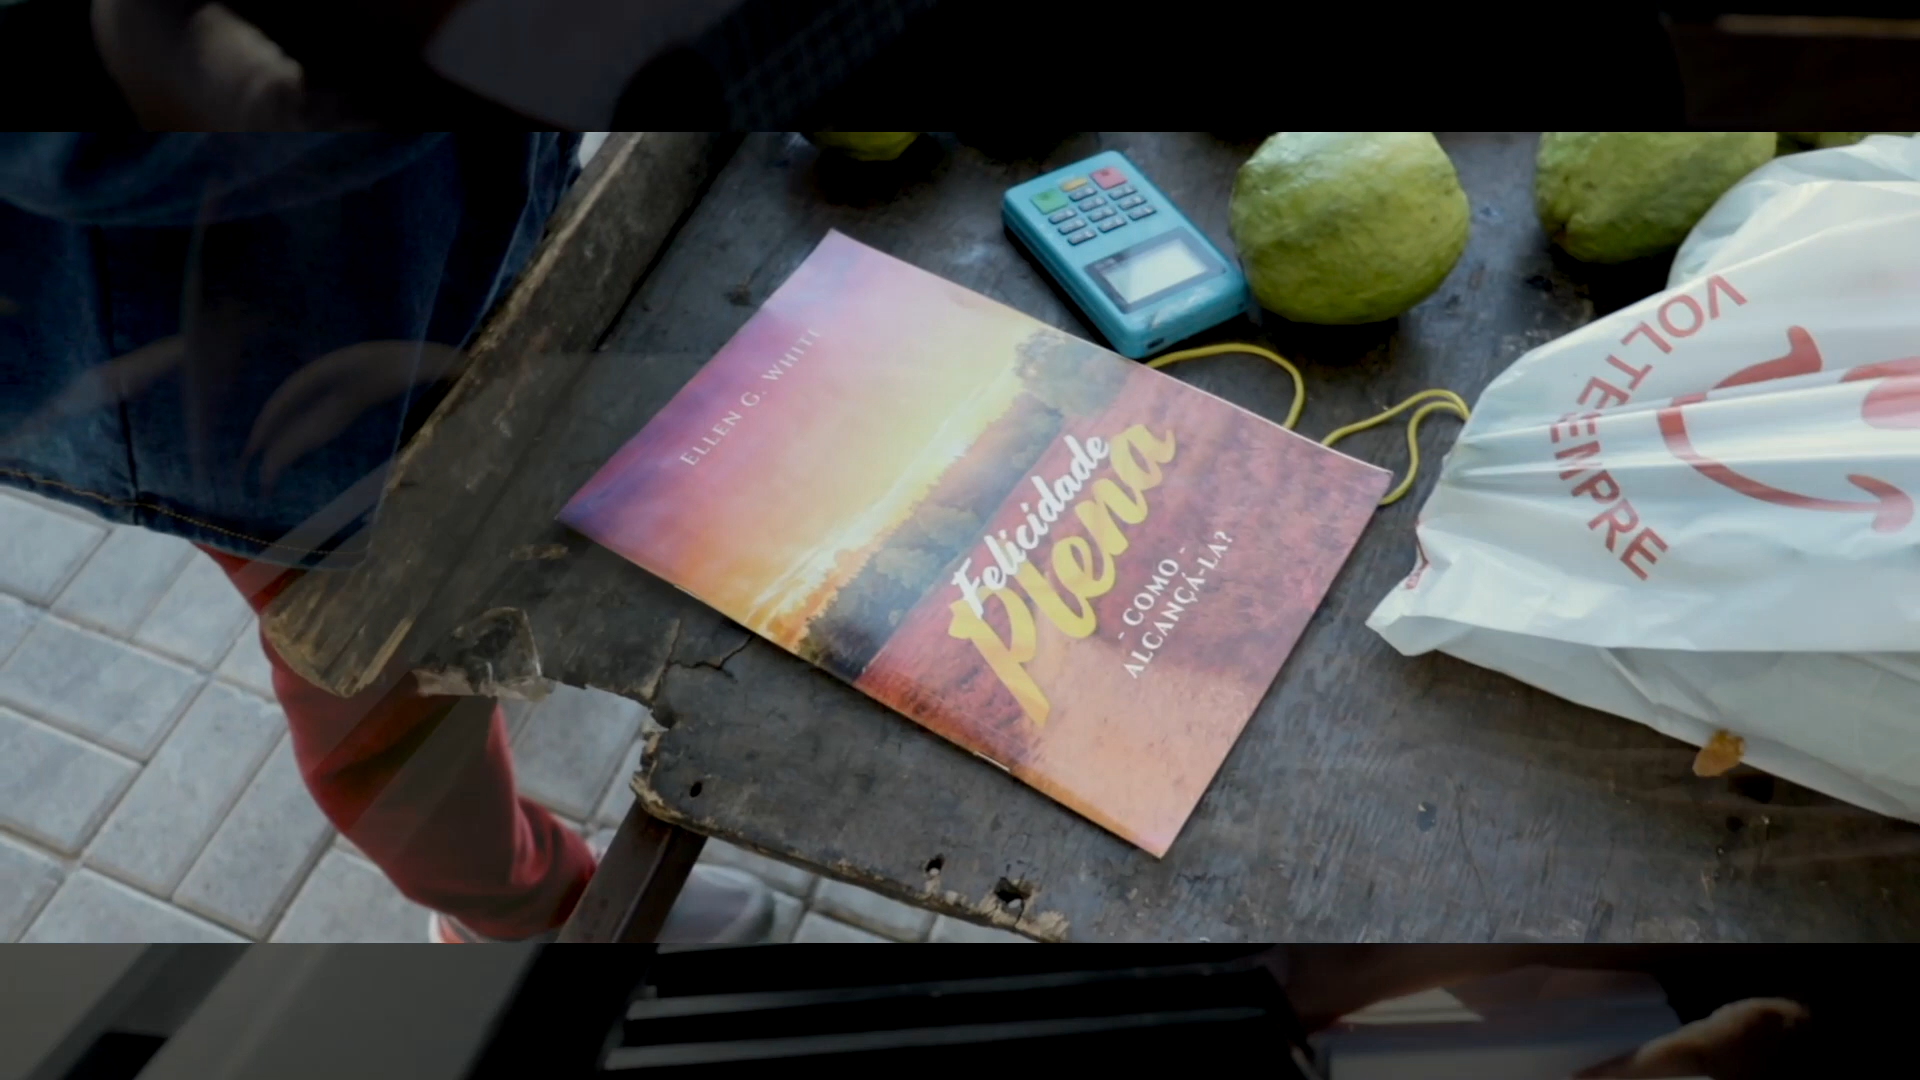 ELLEN G. WHITE
Felicidade
Plena
- COMO -
ALCANÇÁ-LA?
VOLTE
SEMPRE